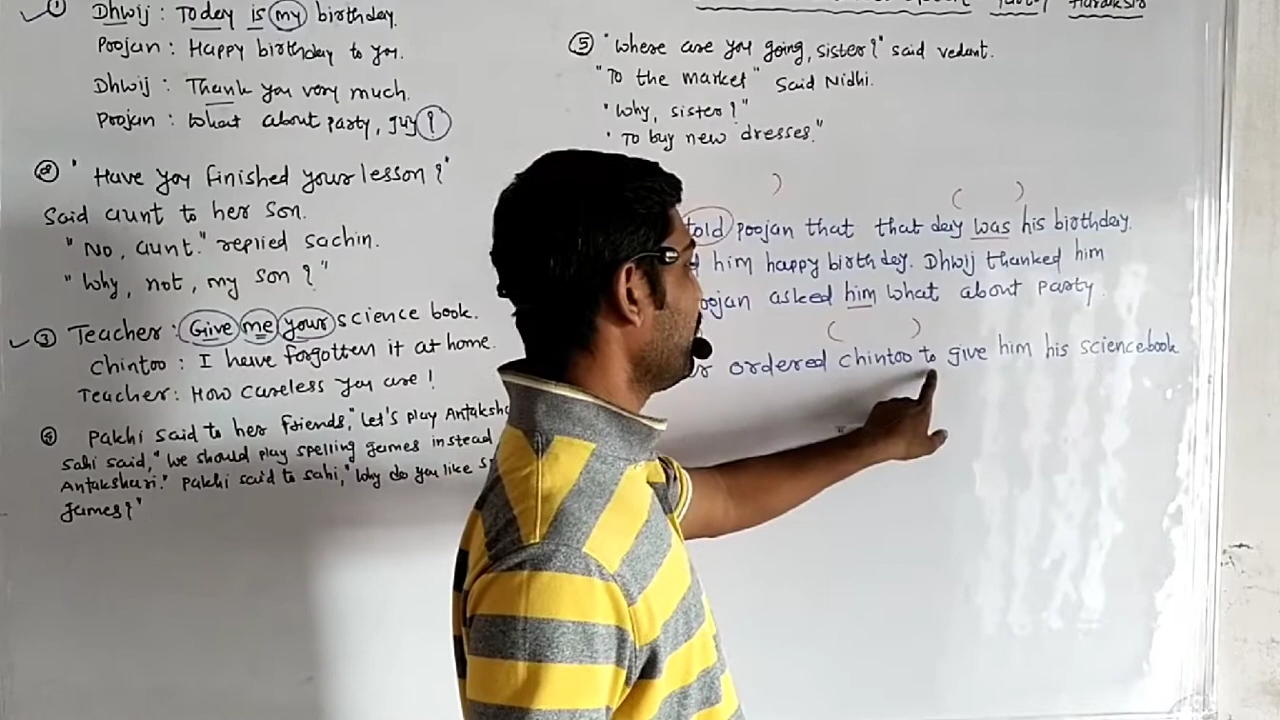 ① Dhwij : Today is my birthday.
Poojan : Happy birthday to you.
Dhwij : Thank you very much.
Poojan : What about party, guy ?
② "Have you finished your lesson ?"
Said aunt to her son.
"No, aunt." replied sachin.
"Why, not, my son ?"
③ Teacher : Give me your science book.
Chintoo : I have forgotten it at home.
Teacher : How careless you are !
④ Pakhi said to her friends, "Let's play
Sahi said, "We should play spelling games instead
Antakshari." Pakhi said to sahi, "Why do you like
games ?"
⑤ "Where are you going, sister ?" said vedant.
"To the market" Said Nidhi.
"Why, sister ?"
"To buy new dresses."
told poojan that that day was his birthday.
him happy birthday. Dhwij thanked him
asked him what about party.
ordered chintoo to give him his sciencebook